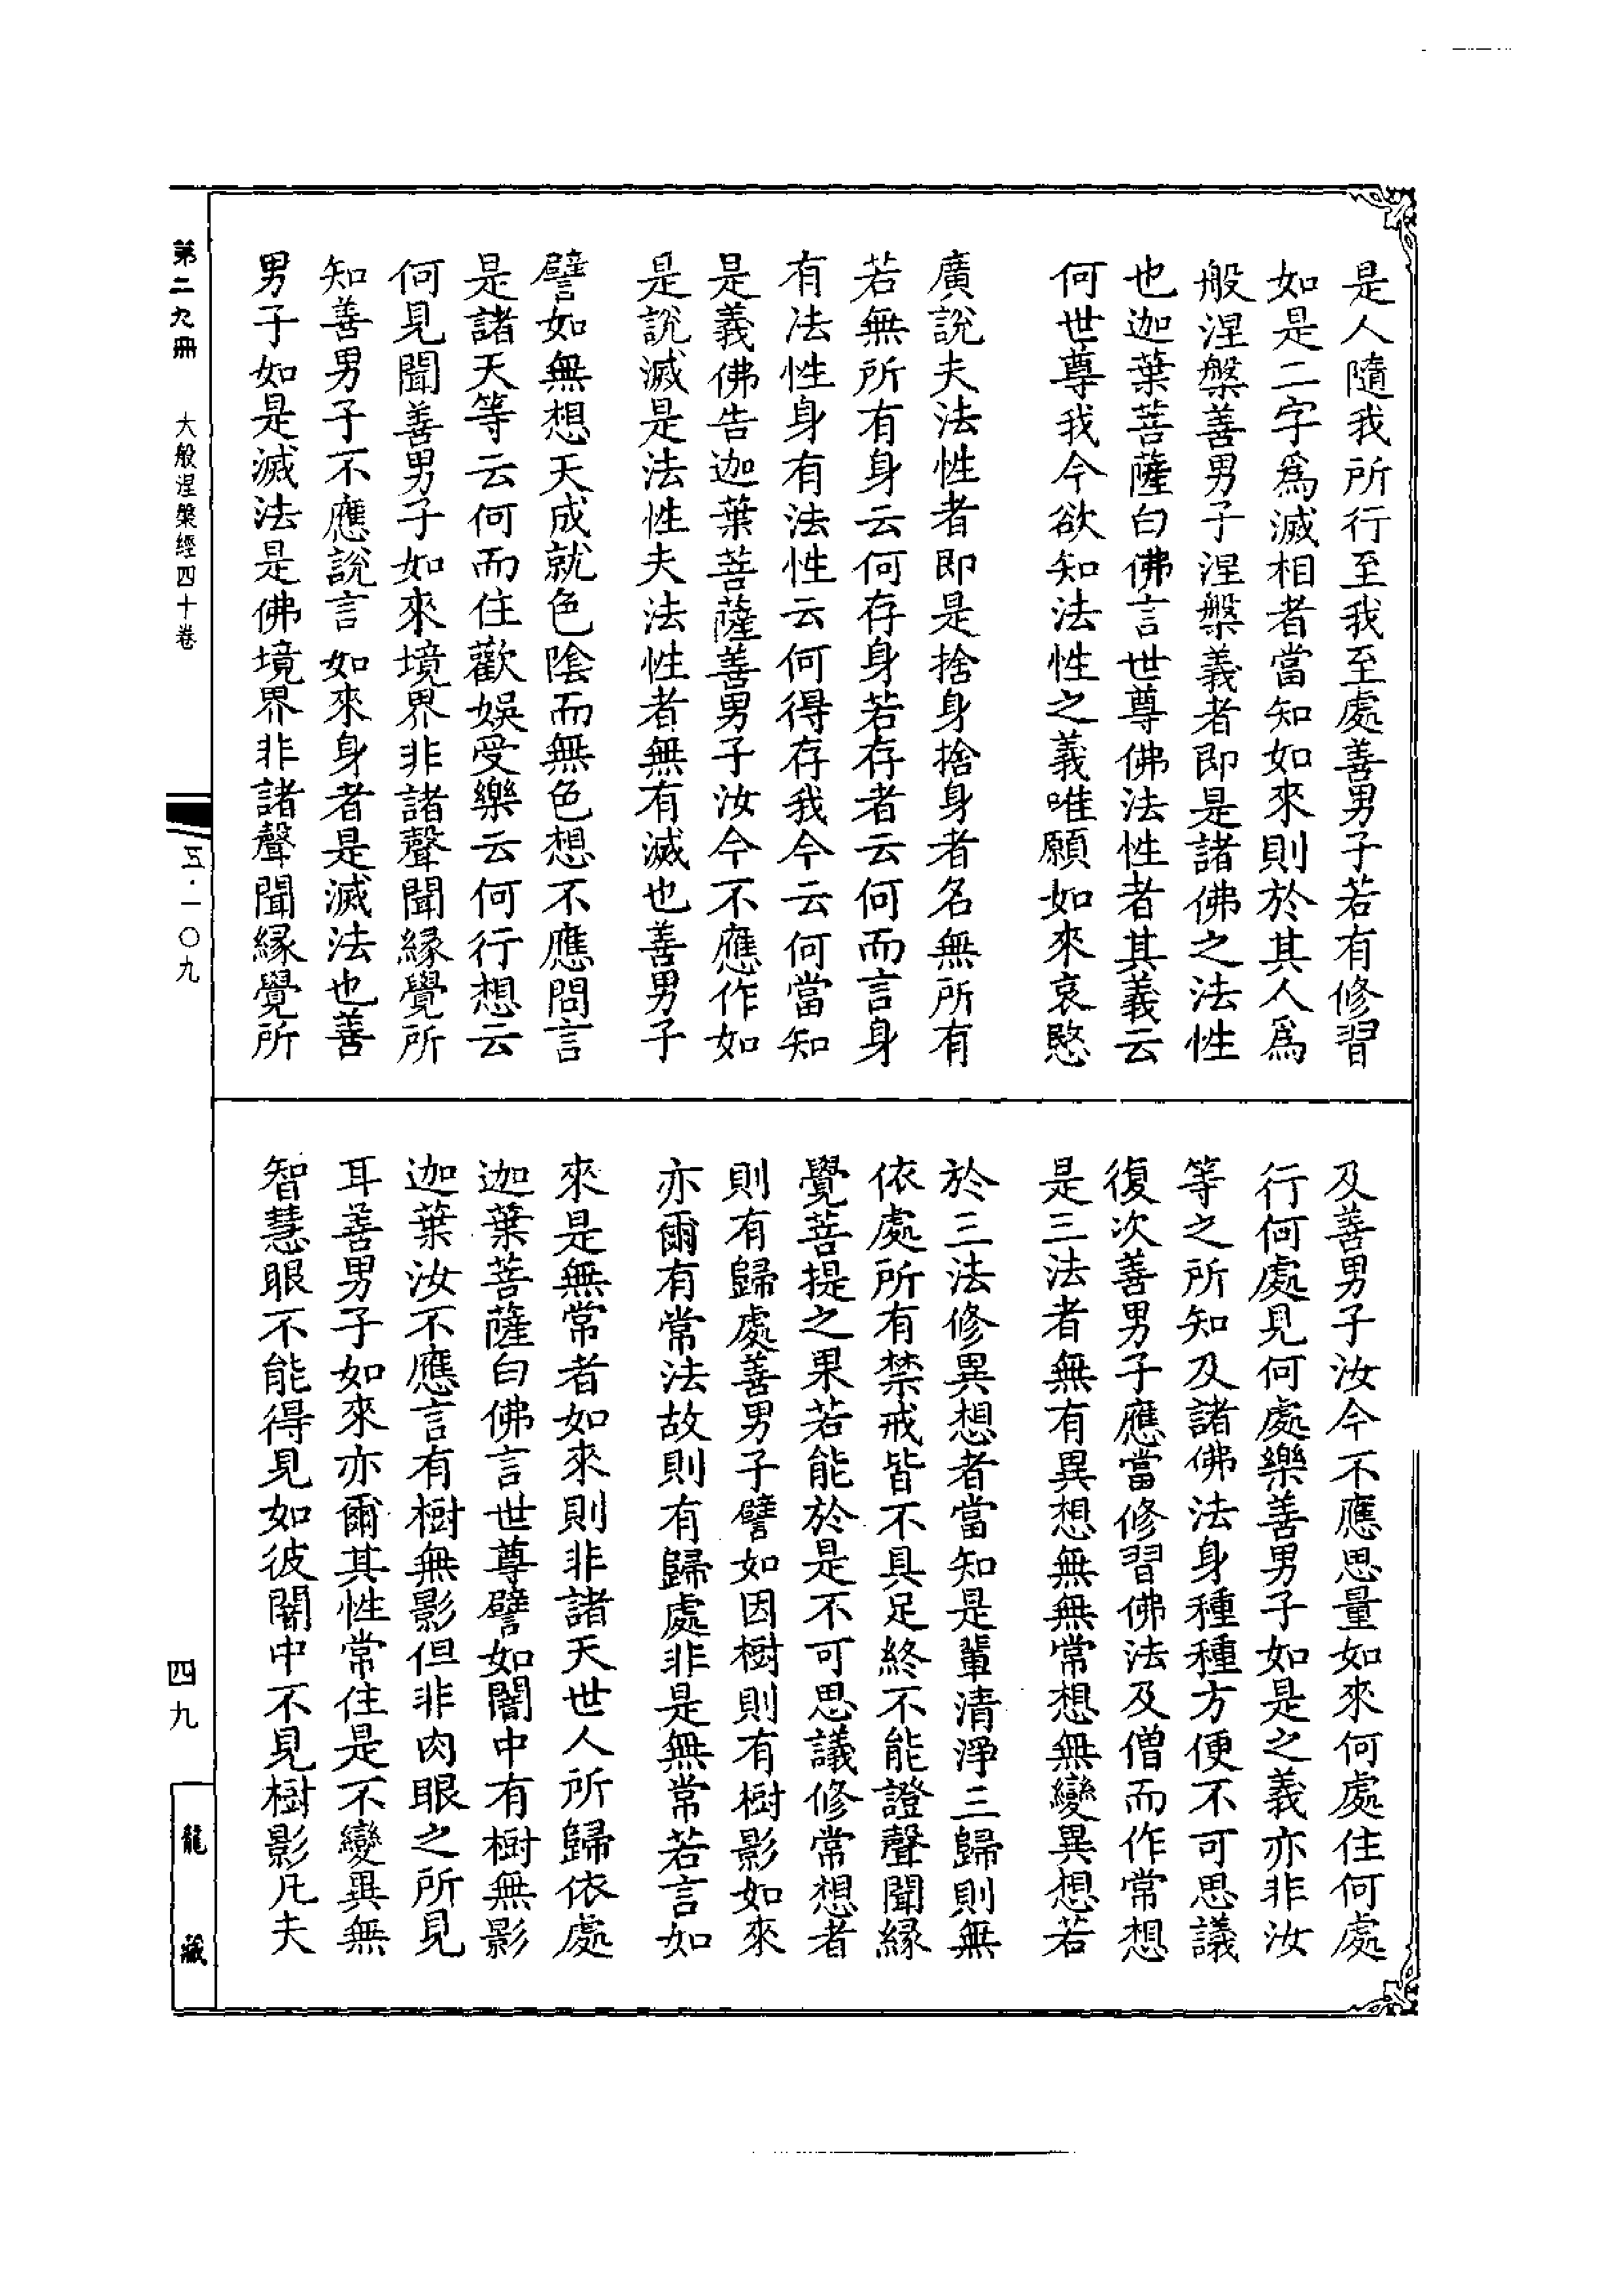 是人隨我所行至我至處善男子若有修習
如是二字爲滅相者當知如來則於其人爲
般涅槃善男子涅槃義者即是諸佛之法性
也迦葉菩薩白佛言世尊佛法性者其義云
何世尊我今欲知法性之義唯願如來哀愍
廣說夫法性者即是捨身捨身者名無所有
若無所有身云何存身若存者云何而言身
有法性身有法性云何得存我今云何當知
是義佛告迦葉菩薩善男子汝今不應作如
是說滅是法性夫法性者無有滅也善男子
譬如無想天成就色陰而無色想不應問言
是諸天等云何而住歡娛受樂云何行想云
何見聞善男子如來境界非諸聲聞緣覺所
知善男子不應說言如來身者是滅法也善
男子如是滅法是佛境界非諸聲聞緣覺所
及善男子汝今不應思量如來何處住何處
行何處見何處樂善男子如是之義亦非汝
等之所知及諸佛法身種種方便不可思議
復次善男子應當修習佛法及僧而作常想
是三法者無有異想無無常想無變異想若
於三法修異想者當知是輩清淨三歸則無
依處所有禁戒皆不具足終不能證聲聞緣
覺菩提之果若能於是不可思議修常想者
則有歸處善男子譬如因樹則有樹影如來
亦爾有常法故則有歸處非是無常若言如
來是無常者如來則非諸天世人所歸依處
迦葉菩薩白佛言世尊譬如闇中有樹無影
迦葉汝不應言有樹無影但非肉眼之所見
耳善男子如來亦爾其性常住是不變異無
智慧眼不能得見如彼闇中不見樹影凡夫
第二九冊 大般涅槃經四十卷 五·一〇九
四九
龍藏